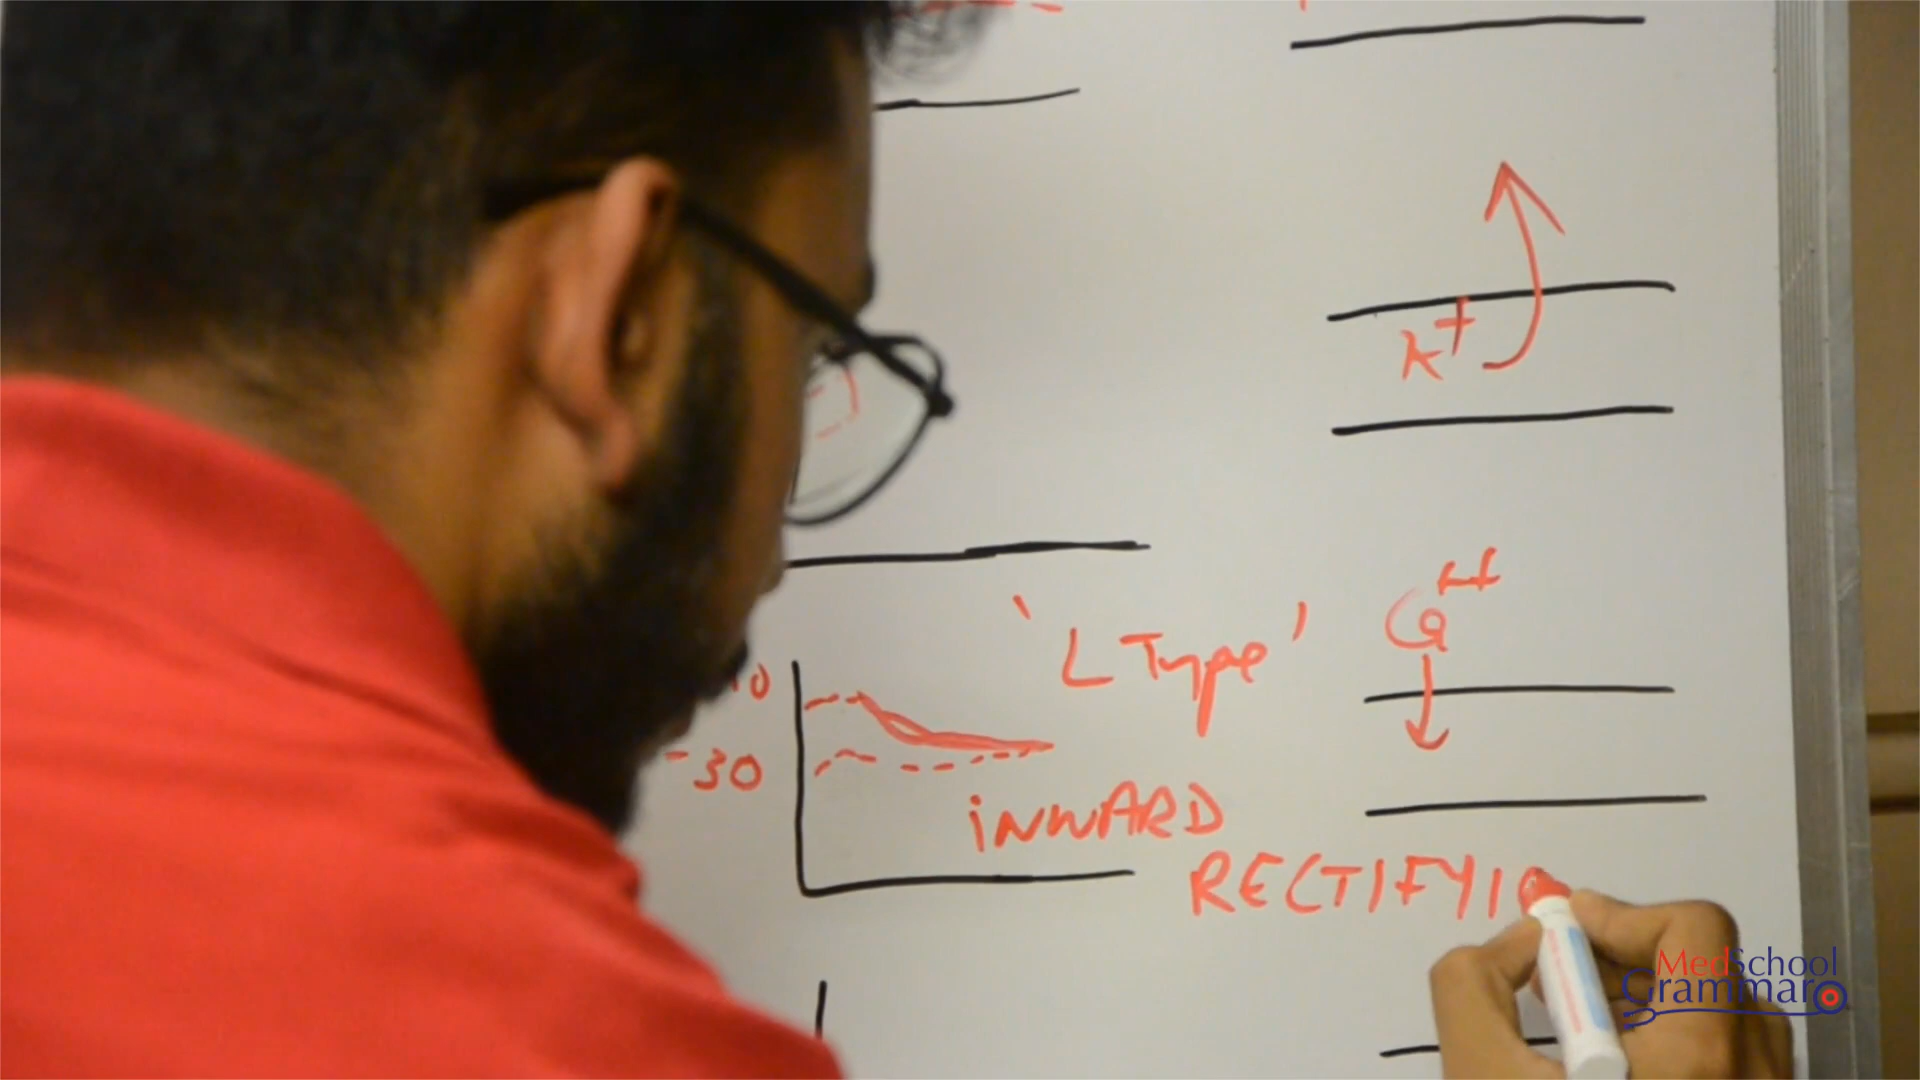 K+
Ca++
'L Type'
-30
INWARD
RECTIFYI
MedSchool
Grammar